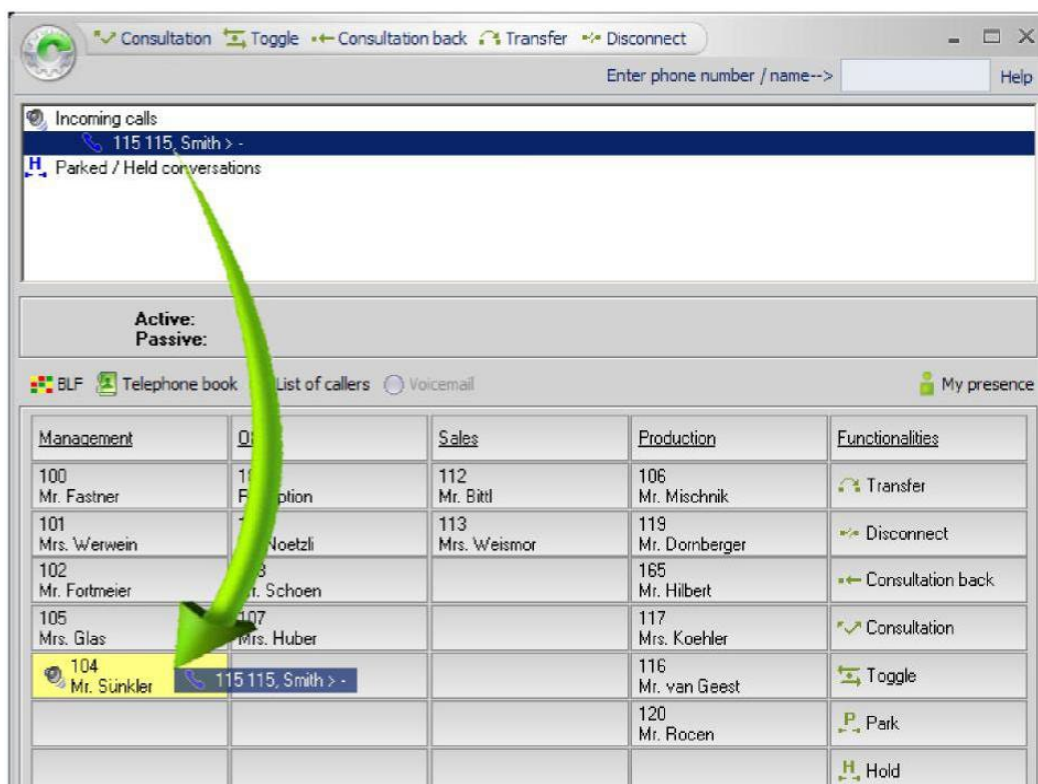 Consultation Toggle Consultation back Transfer Disconnect
Enter phone number / name--> Help
Incoming calls
115 115, Smith > -
H Parked / Held conversations
Active:
Passive:
BLF Telephone book List of callers Voicemail My presence
Management Sales Production Functionalities
100 112 106
Mr. Fastner Mr. Bittl Mr. Mischnik Transfer
101 113 119
Mrs. Werwein Noetzli Mrs. Weismor Mr. Dornberger Disconnect
102 165
Mr. Fortmeier Schoen Mr. Hilbert Consultation back
105 107 117
Mrs. Glas Mrs. Huber Mrs. Koehler Consultation
104 116
Mr. Sünkler 115 115, Smith > - Mr. van Geest Toggle
120
Mr. Rocen P Park
H Hold